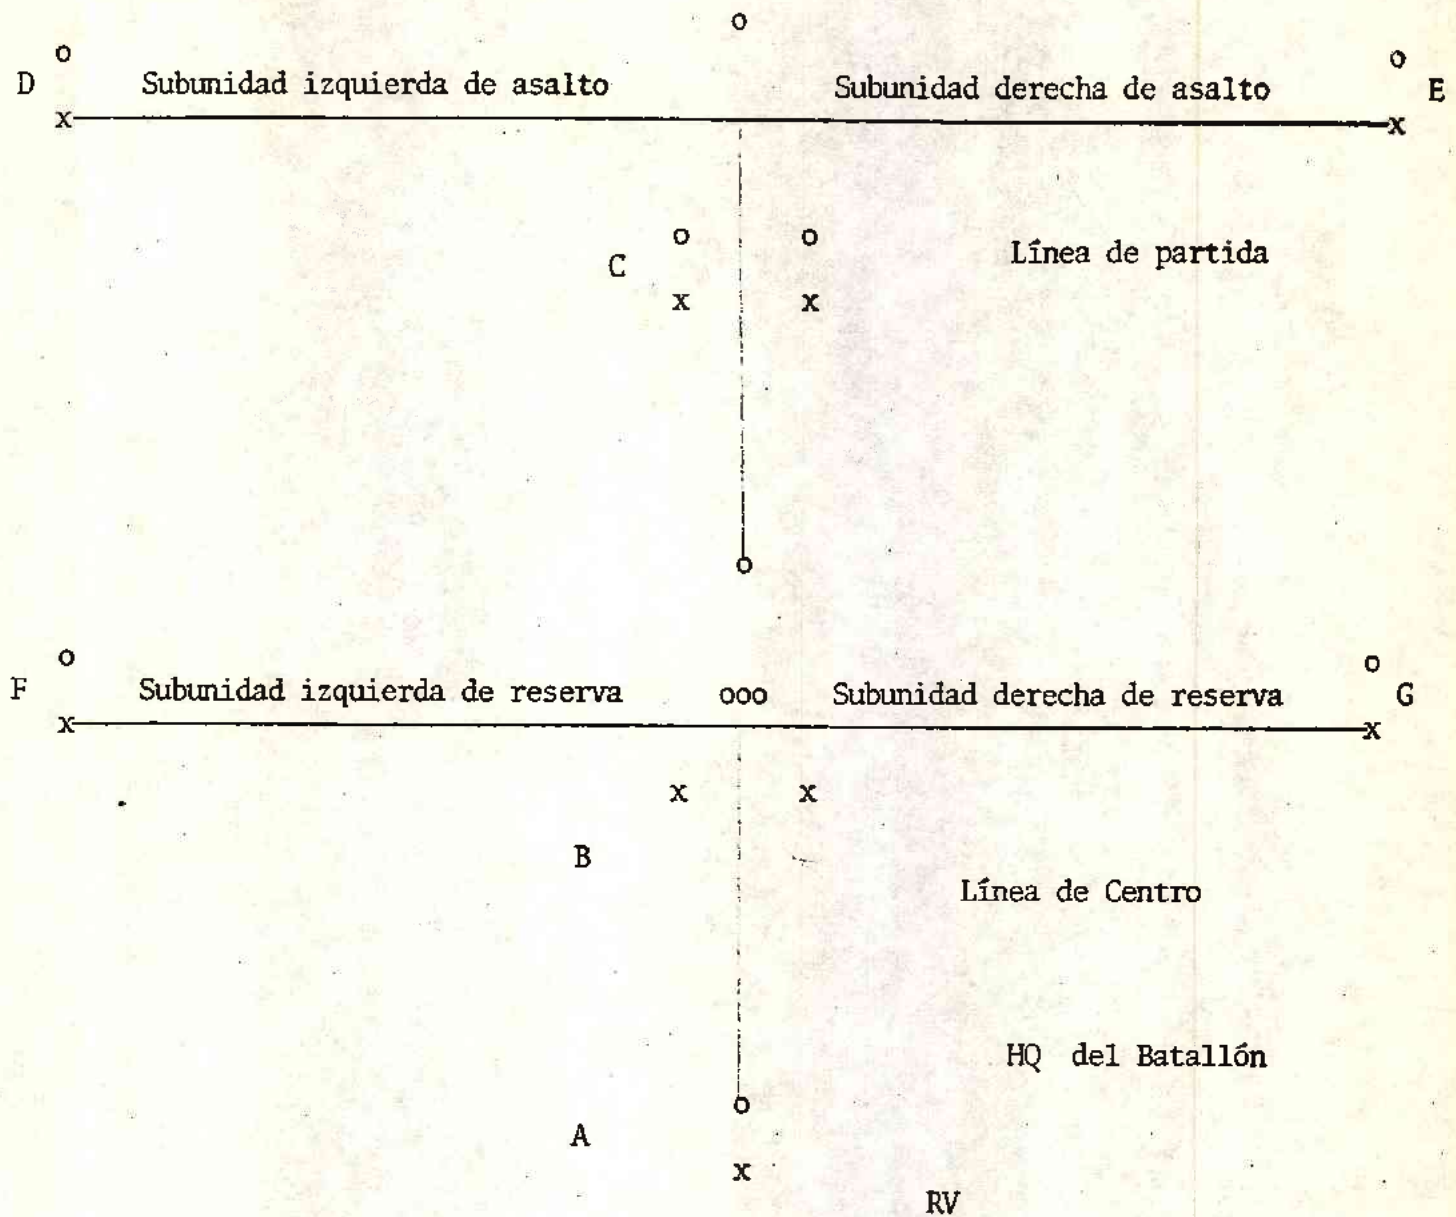 o
o o
D Subunidad izquierda de asalto Subunidad derecha de asalto E
x x
o o
C Línea de partida
x x
o
o o
F Subunidad izquierda de reserva ooo Subunidad derecha de reserva G
x x
x x
B
Línea de Centro
HQ del Batallón
o
A
x
RV